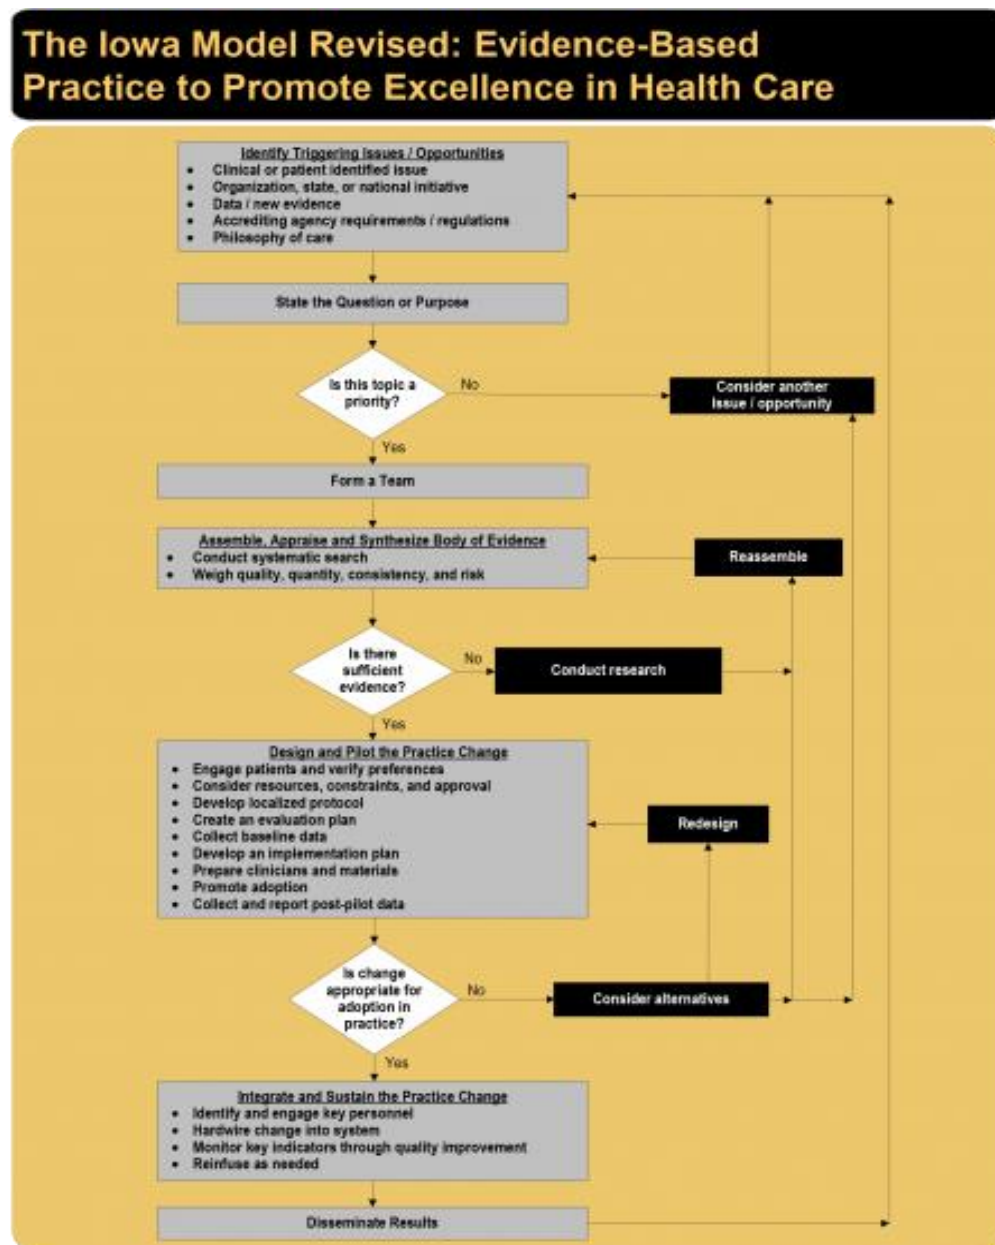 The Iowa Model Revised: Evidence-Based
Practice to Promote Excellence in Health Care
Identify Triggering Issues / Opportunities
• Clinical or patient identified issue
• Organization, state, or national initiative
• Data / new evidence
• Accrediting agency requirements / regulations
• Philosophy of care
State the Question or Purpose
Is this topic a
priority?
No
Consider another
Issue / opportunity
Yes
Form a Team
Assemble, Appraise and Synthesize Body of Evidence
• Conduct systematic search
• Weigh quality, quantity, consistency, and risk
Reassemble
Is there
sufficient
evidence?
No
Conduct research
Yes
Design and Pilot the Practice Change
• Engage patients and verify preferences
• Consider resources, constraints, and approval
• Develop localized protocol
• Create an evaluation plan
• Collect baseline data
• Develop an implementation plan
• Prepare clinicians and materials
• Promote adoption
• Collect and report post-pilot data
Redesign
Is change
appropriate for
adoption in
practice?
No
Consider alternatives
Yes
Integrate and Sustain the Practice Change
• Identify and engage key personnel
• Hardwire change into system
• Monitor key indicators through quality improvement
• Reinfuse as needed
Disseminate Results